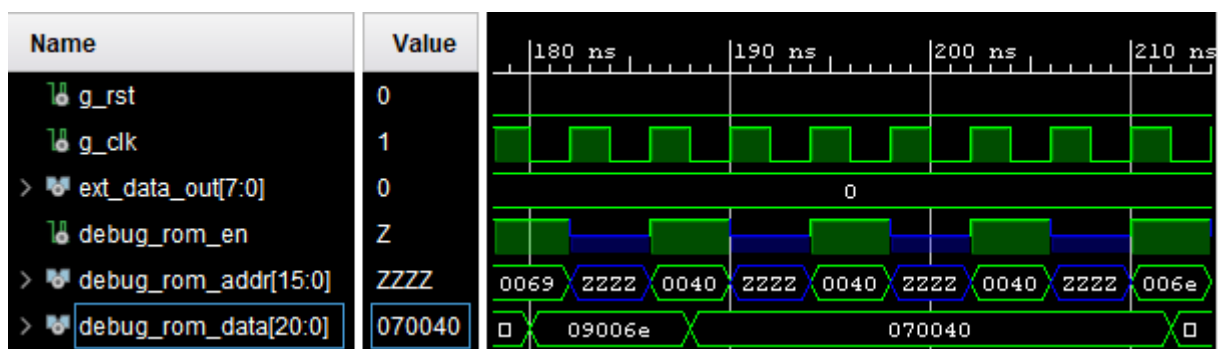 Name Value 180 ns 190 ns 200 ns 210 ns
g_rst 0
g_clk 1
> ext_data_out[7:0] 0 0
debug_rom_en Z
> debug_rom_addr[15:0] ZZZZ 0069 ZZZZ 0040 ZZZZ 0040 ZZZZ 0040 ZZZZ 006e
> debug_rom_data[20:0] 070040 09006e 070040